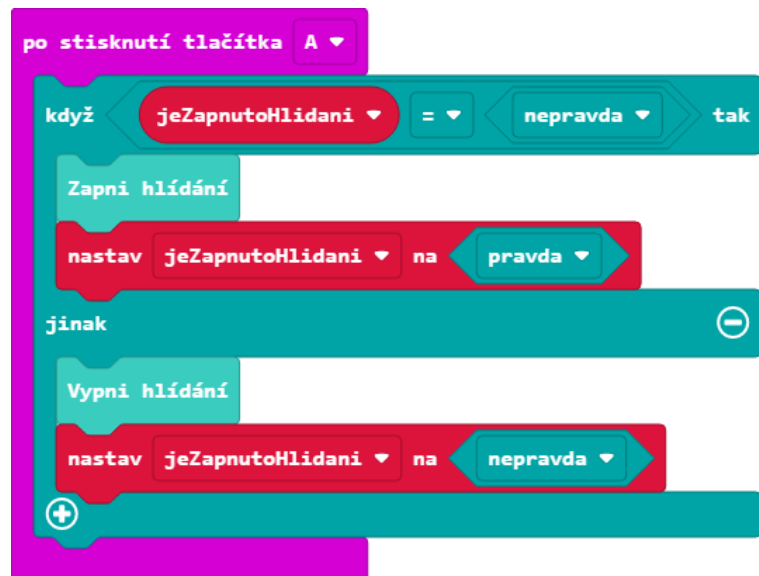 po stisknutí tlačítka A
když jeZapnutoHlidani = nepravda tak
Zapni hlídání
nastav jeZapnutoHlidani na pravda
jinak
Vypni hlídání
nastav jeZapnutoHlidani na nepravda